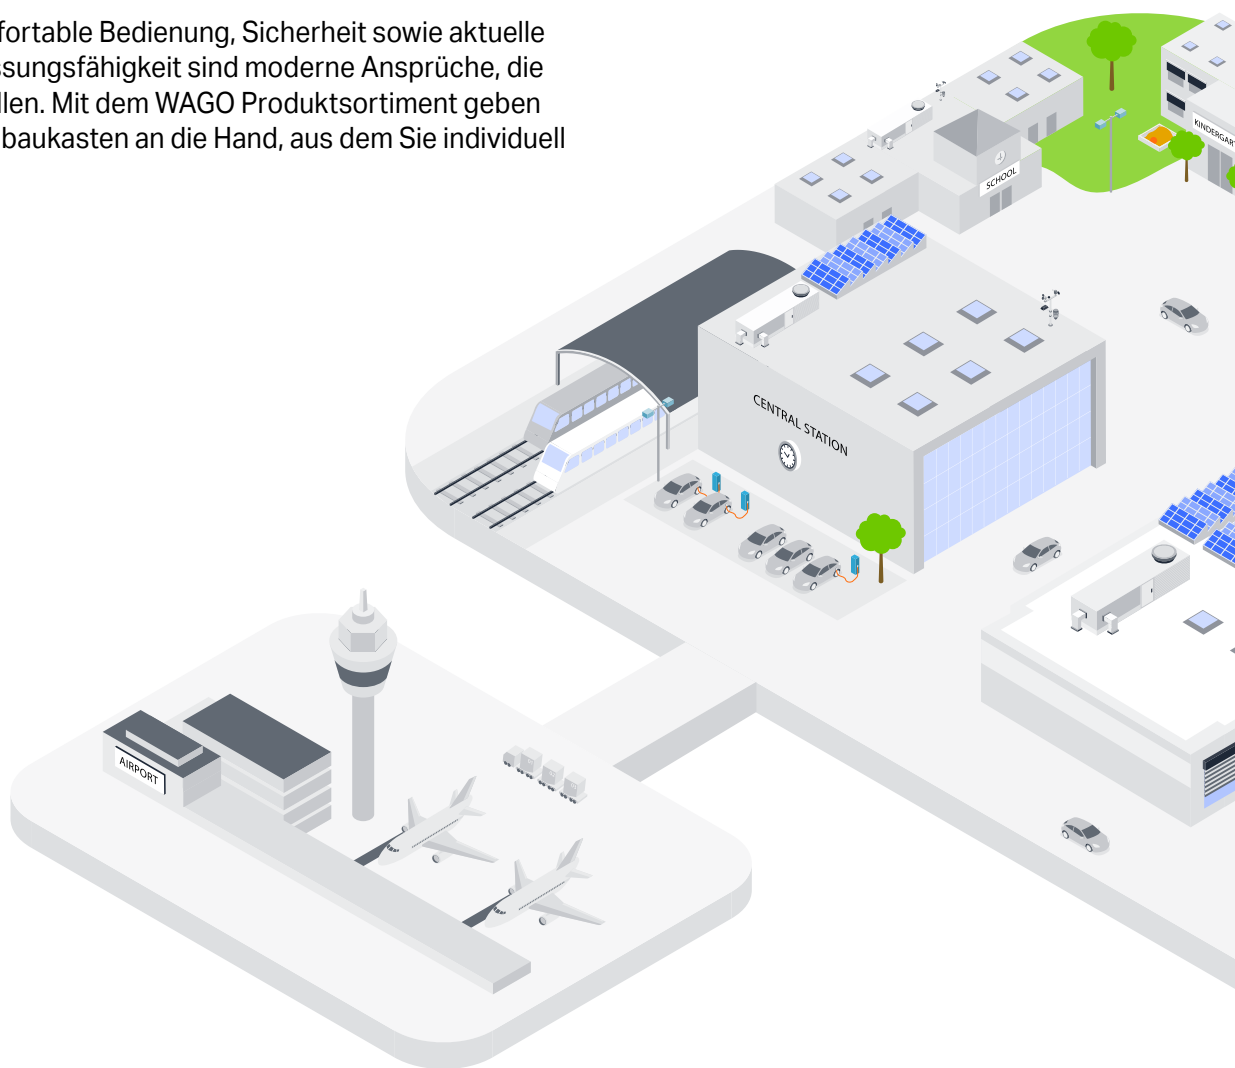 fortable Bedienung, Sicherheit sowie aktuelle
ssungsfähigkeit sind moderne Ansprüche, die
llen. Mit dem WAGO Produktsortiment geben
baukasten an die Hand, aus dem Sie individuell
KINDERGAR
SCHOOL
CENTRAL STATION
AIRPORT